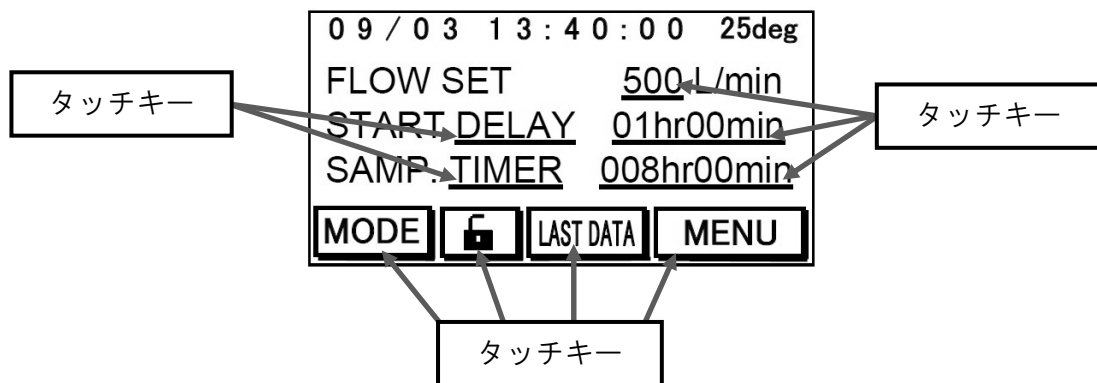 09/03 13:40:00 25deg
FLOW SET 500 L/min
START DELAY 01hr00min
SAMP. TIMER 008hr00min
MODE LAST DATA MENU
タッチキー
タッチキー
タッチキー